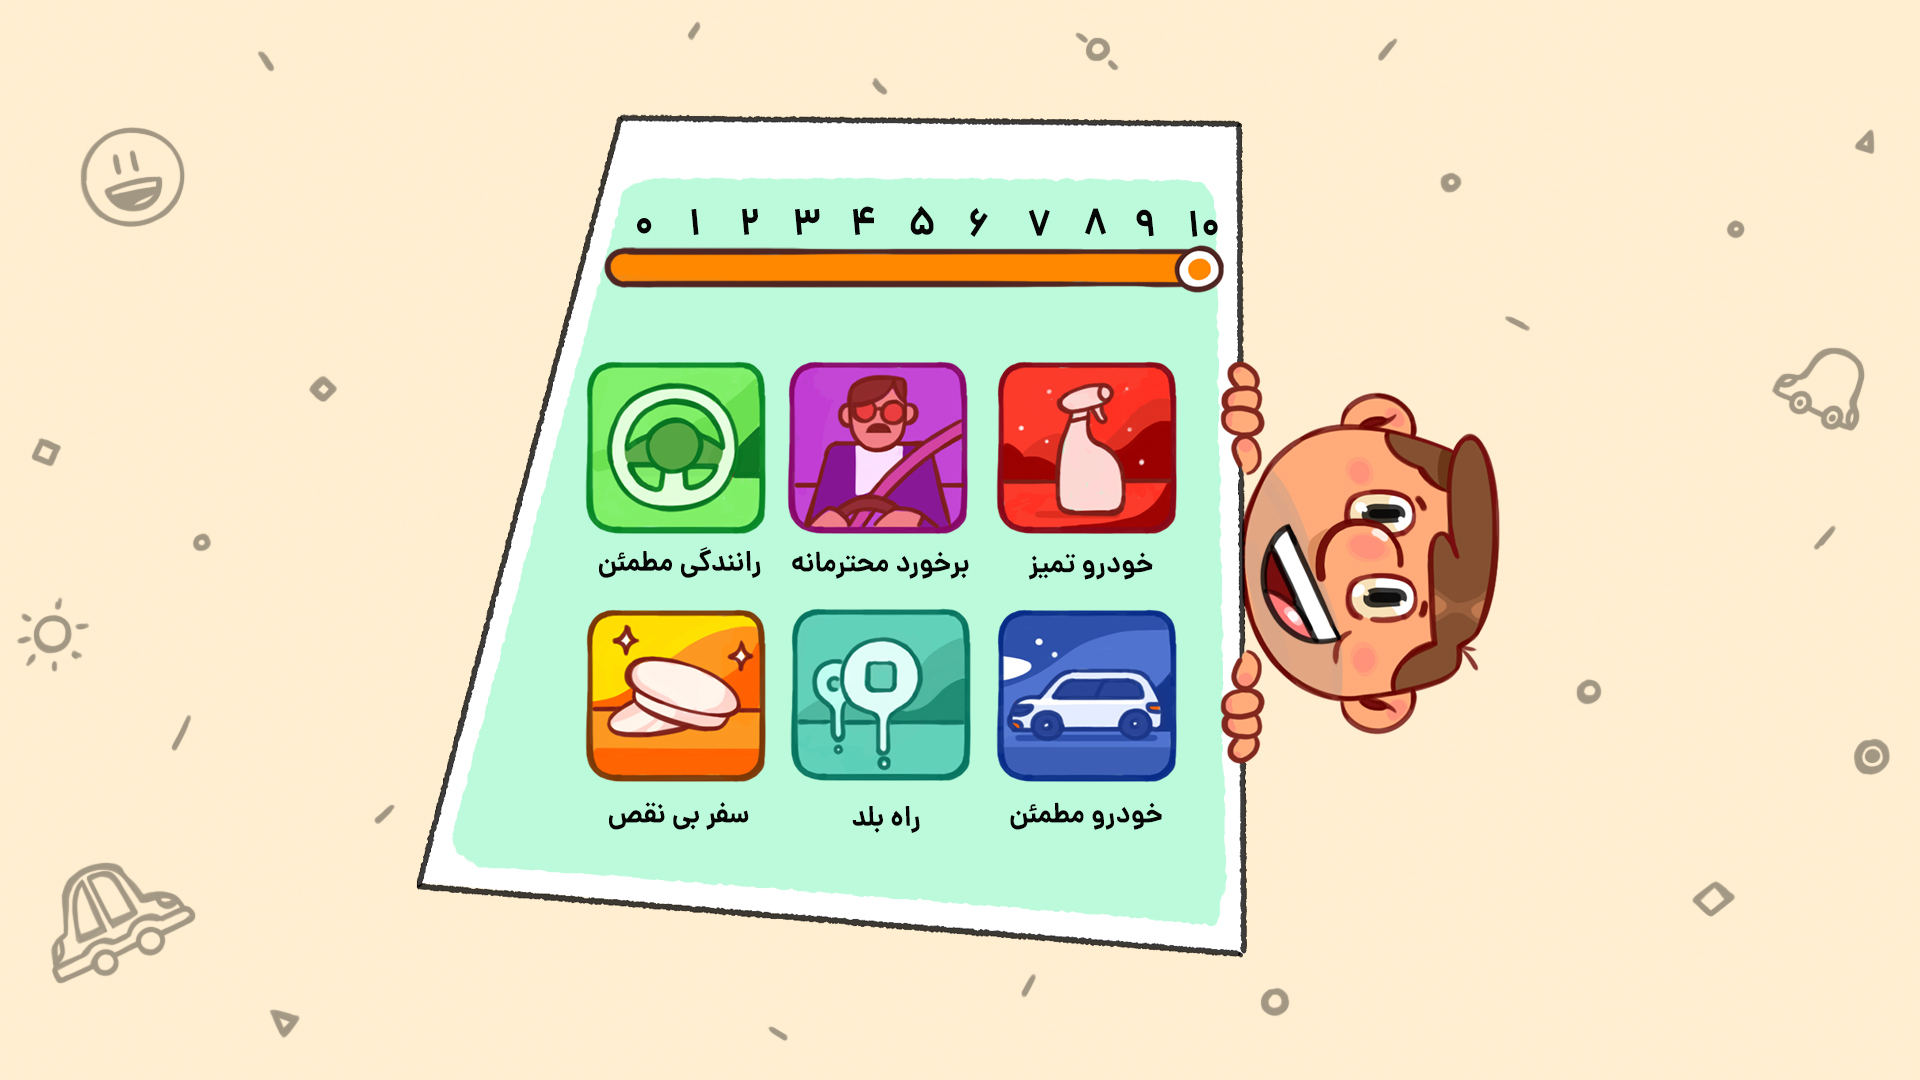 ۰ ۱ ۲ ۳ ۴ ۵ ۶ ۷ ۸ ۹ ۱۰
خودرو تمیز
برخورد محترمانه
رانندگی مطمئن
خودرو مطمئن
راه بلد
سفر بی نقص